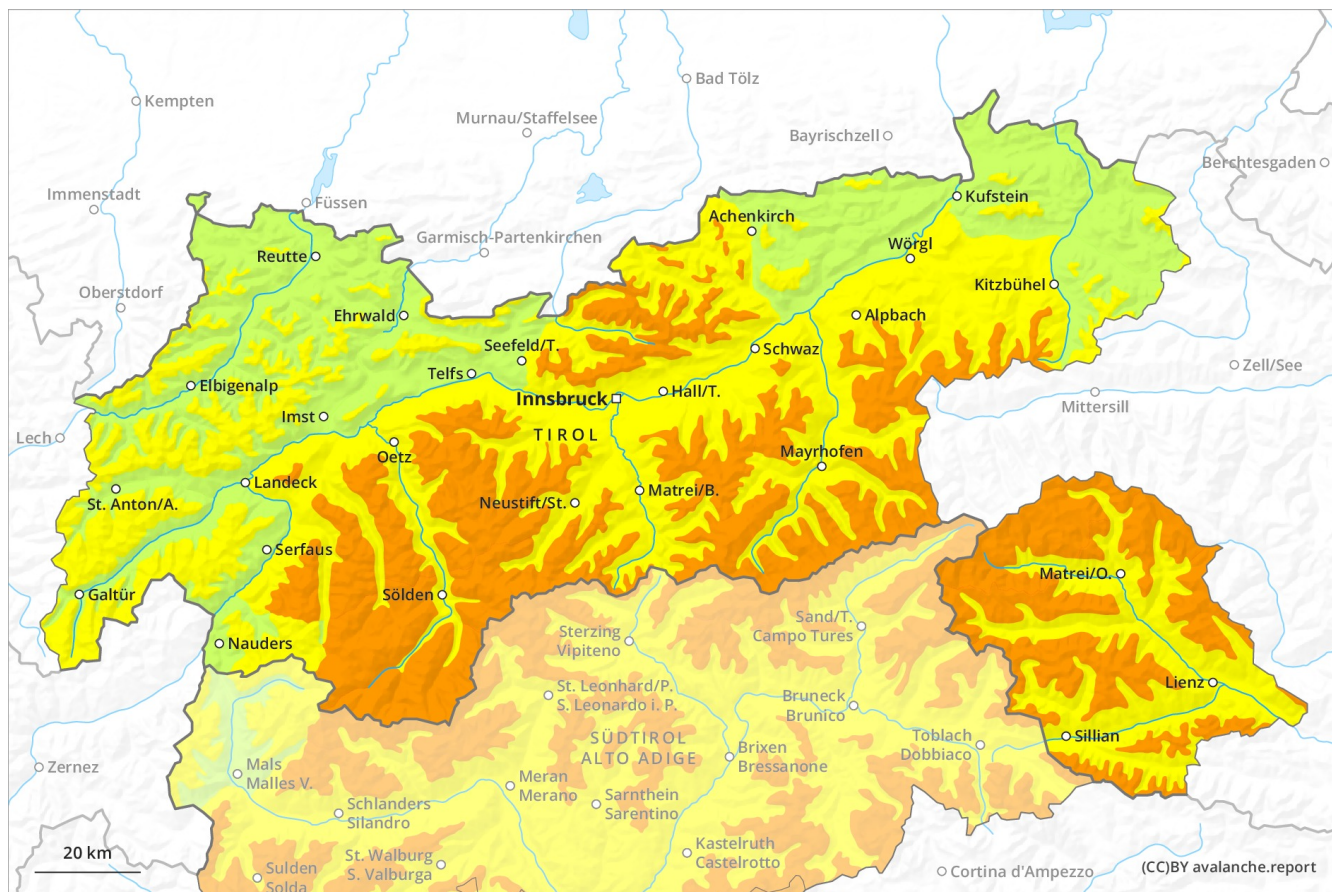 Bad Tölz
Kempten
Murnau/Staffelsee
Bayrischzell
Berchtesgaden
Immenstadt
Füssen
Kufstein
Achenkirch
Garmisch-Partenkirchen
Wörgl
Reutte
Kitzbühel
Oberstdorf
Ehrwald
Alpbach
Seefeld/T.
Schwaz
Zell/See
Telfs
Elbigenalp
Hall/T.
Innsbruck
Mittersill
Imst
Lech
TIROL
Oetz
Mayrhofen
Landeck
Matrei/B.
St. Anton/A.
Neustift/St.
Serfaus
Matrei/O.
Galtür
Sölden
Sand/T.
Campo Tures
Sterzing
Vipiteno
Nauders
Lienz
St. Leonhard/P.
S. Leonardo i. P.
Bruneck
Brunico
Sillian
SÜDTIROL
ALTO ADIGE
Toblach
Dobbiaco
Brixen
Bressanone
Zernez
Mals
Malles V.
Meran
Merano
Sarnthein
Sarentino
Schlanders
Silandro
20 km
St. Walburg
S. Valburga
Kastelruth
Castelrotto
Sulden
Solda
Cortina d'Ampezzo
(CC)BY avalanche.report